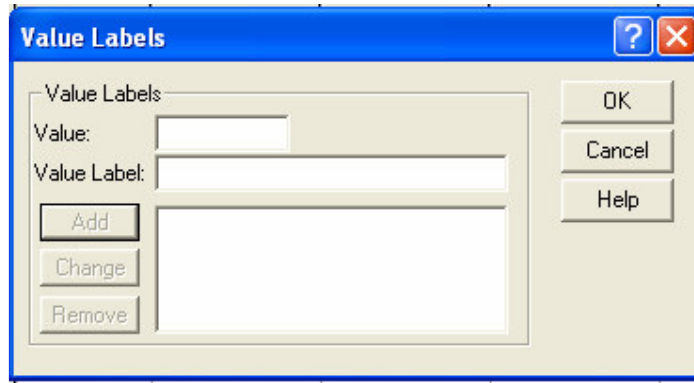 Value Labels
Value Labels
Value:
Value Label:
Add
Change
Remove
OK
Cancel
Help